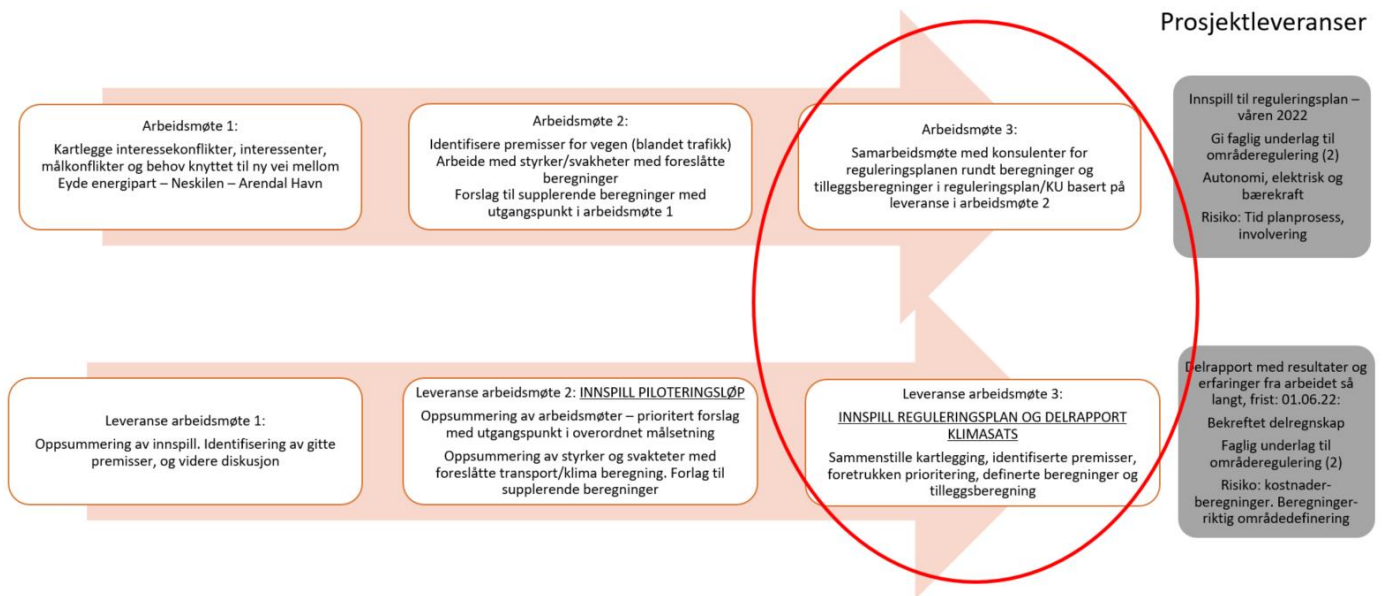 Prosjektleveranser
Arbeidsmøte 1:
Kartlegge interessekonflikter, interessenter,
målkonflikter og behov knyttet til ny vei mellom
Eyde energipart – Neskilen – Arendal Havn
Arbeidsmøte 2:
Identifisere premisser for vegen (blandet trafikk)
Arbeide med styrker/svakheter med foreslåtte
beregninger
Forslag til supplerende beregninger med
utgangspunkt i arbeidsmøte 1
Arbeidsmøte 3:
Samarbeidsmøte med konsulenter for
reguleringsplanen rundt beregninger og
tilleggsberegninger i reguleringsplan/KU basert på
leveranse i arbeidsmøte 2
Innspill til reguleringsplan –
våren 2022
Gi faglig underlag til
områderegulering (2)
Autonomi, elektrisk og
bærekraft
Risiko: Tid planprosess,
involvering
Leveranse arbeidsmøte 1:
Oppsummering av innspill. Identifisering av gitte
premisser, og videre diskusjon
Leveranse arbeidsmøte 2: INNSPILL PILOTERINGSLØP
Oppsummering av arbeidsmøter – prioritert forslag
med utgangspunkt i overordnet målsetning
Oppsummering av styrker og svakteter med
foreslåtte transport/klima beregning. Forlag til
supplerende beregninger
Leveranse arbeidsmøte 3:
INNSPILL REGULERINGSPLAN OG DELRAPPORT
KLIMASATS
Sammenstille kartlegging, identifiserte premisser,
foretrukken prioritering, definerte beregninger og
tilleggsberegning
Delrapport med resultater og
erfaringer fra arbeidet så
langt, frist: 01.06.22:
Bekreftet delregnskap
Faglig underlag til
områderegulering (2)
Risiko: kostnader-
beregninger. Beregninger-
riktig områdedefinering